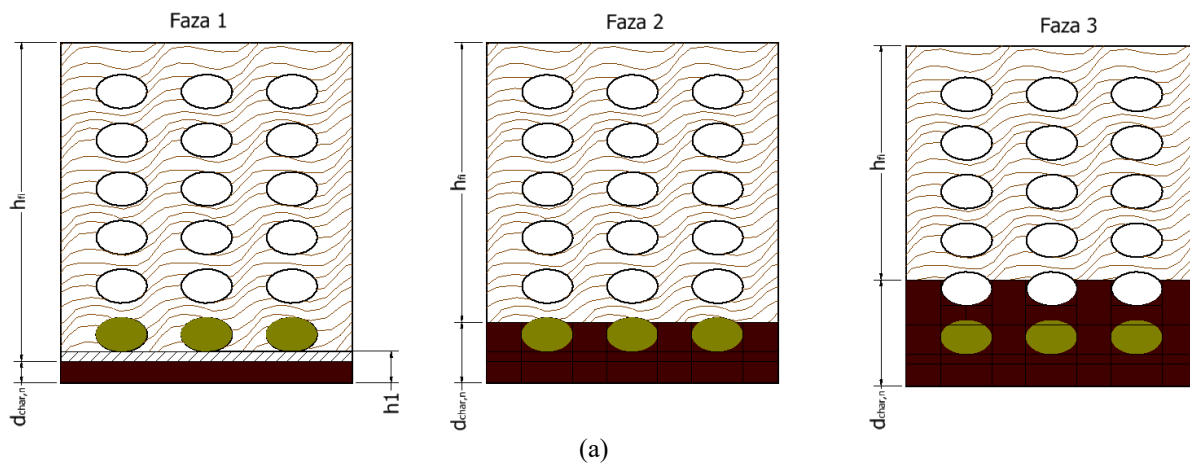 Faza 1
Faza 2
Faza 3
hfi
dchar,n
h1
hfi
dchar,n
hfi
dchar,n
(a)